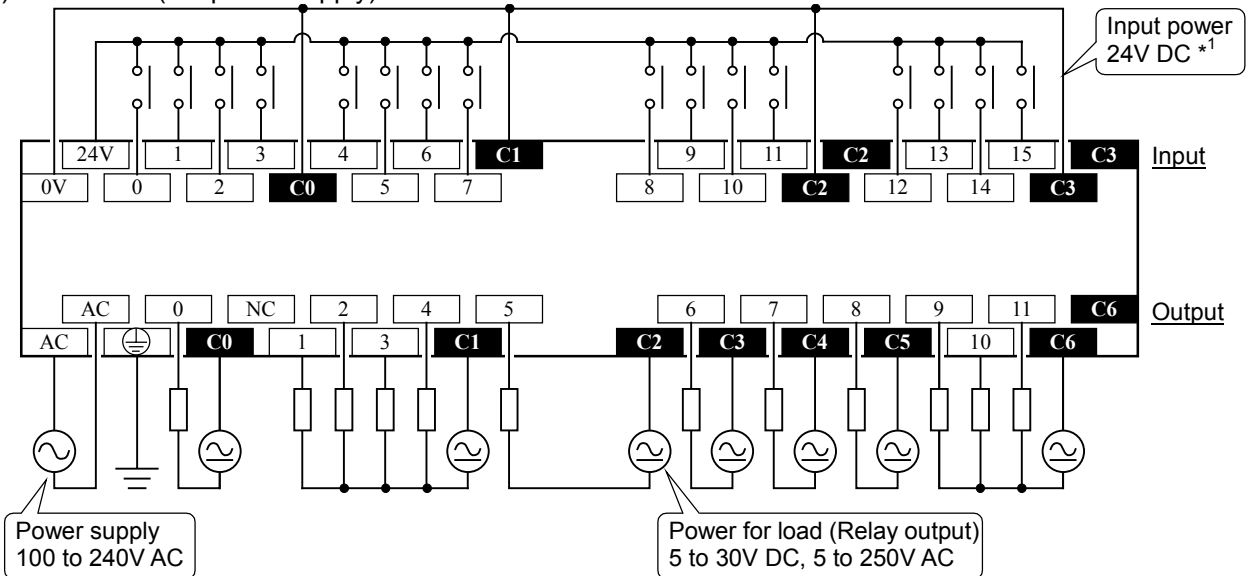 Input power
24V DC *1
24V 1 3 4 6 C1 9 11 C2 13 15 C3 Input
0V 0 2 C0 5 7 8 10 C2 12 14 C3
AC 0 NC 2 4 5 6 7 8 9 11 C6 Output
AC C0 1 3 C1 C2 C3 C4 C5 10 C6
Power supply
100 to 240V AC
Power for load (Relay output)
5 to 30V DC, 5 to 250V AC